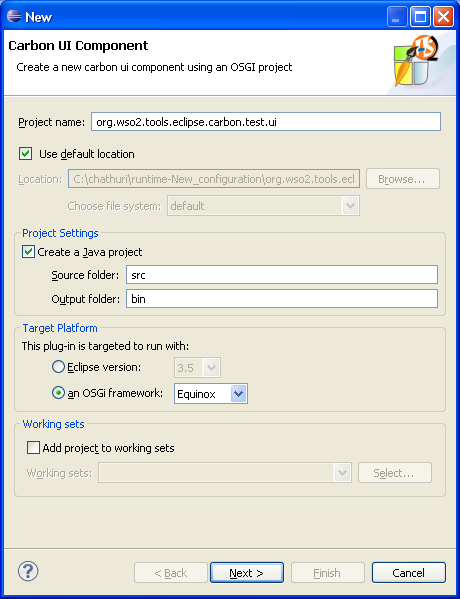 New
Carbon UI Component
Create a new carbon ui component using an OSGI project
Project name: org.wso2.tools.eclipse.carbon.test.ui
Use default location
Location: C:\chathuri\runtime-New_configuration\org.wso2.tools.ecl Browse...
Choose file system: default
Project Settings
Create a Java project
Source folder: src
Output folder: bin
Target Platform
This plug-in is targeted to run with:
Eclipse version: 3.5
an OSGi framework: Equinox
Working sets
Add project to working sets
Working sets: Select...
? < Back Next > Finish Cancel